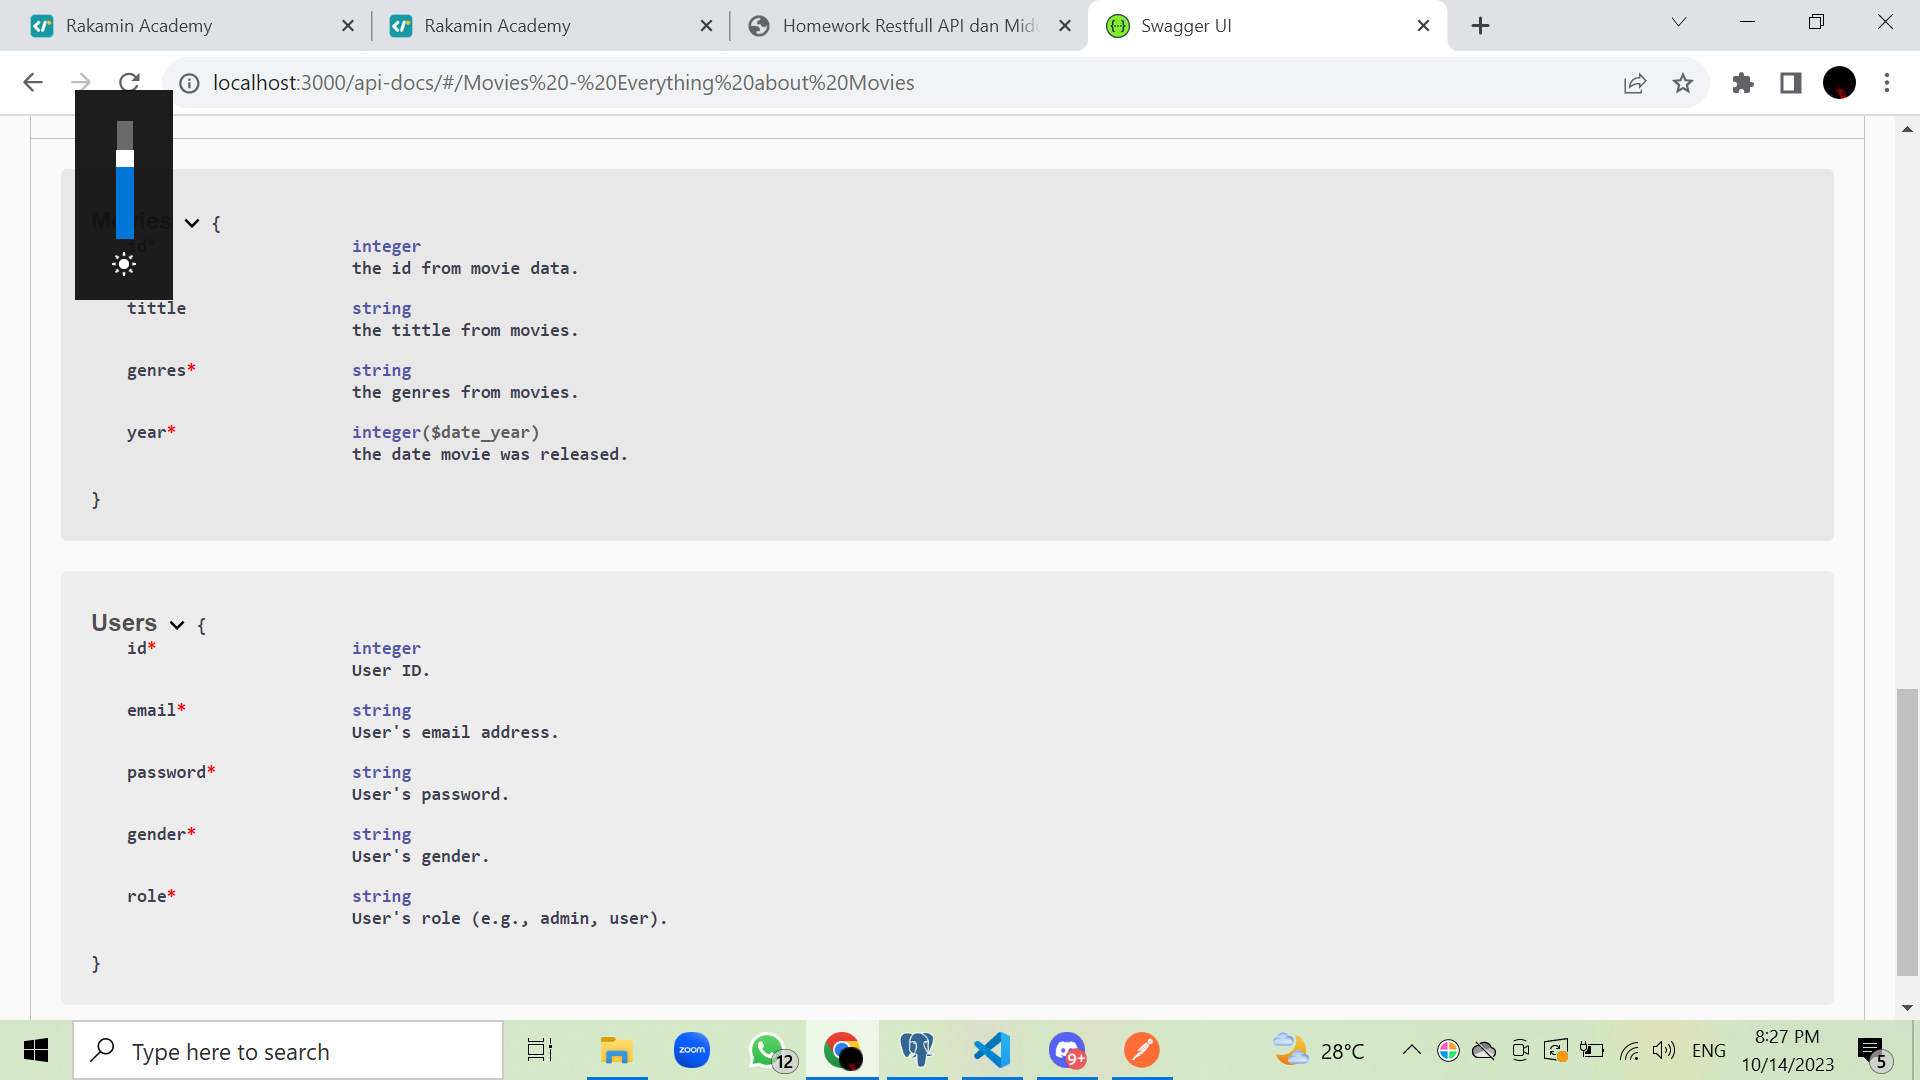 Rakamin Academy
Rakamin Academy
Homework Restfull API dan Mid
Swagger UI
localhost:3000/api-docs/#/Movies%20-%20Everything%20about%20Movies
Movies {
id*
integer
the id from movie data.
tittle
string
the tittle from movies.
genres*
string
the genres from movies.
year*
integer($date_year)
the date movie was released.
}
Users {
id*
integer
User ID.
email*
string
User's email address.
password*
string
User's password.
gender*
string
User's gender.
role*
string
User's role (e.g., admin, user).
}
Type here to search
zoom
12
9+
28°C
ENG
8:27 PM
10/14/2023
5